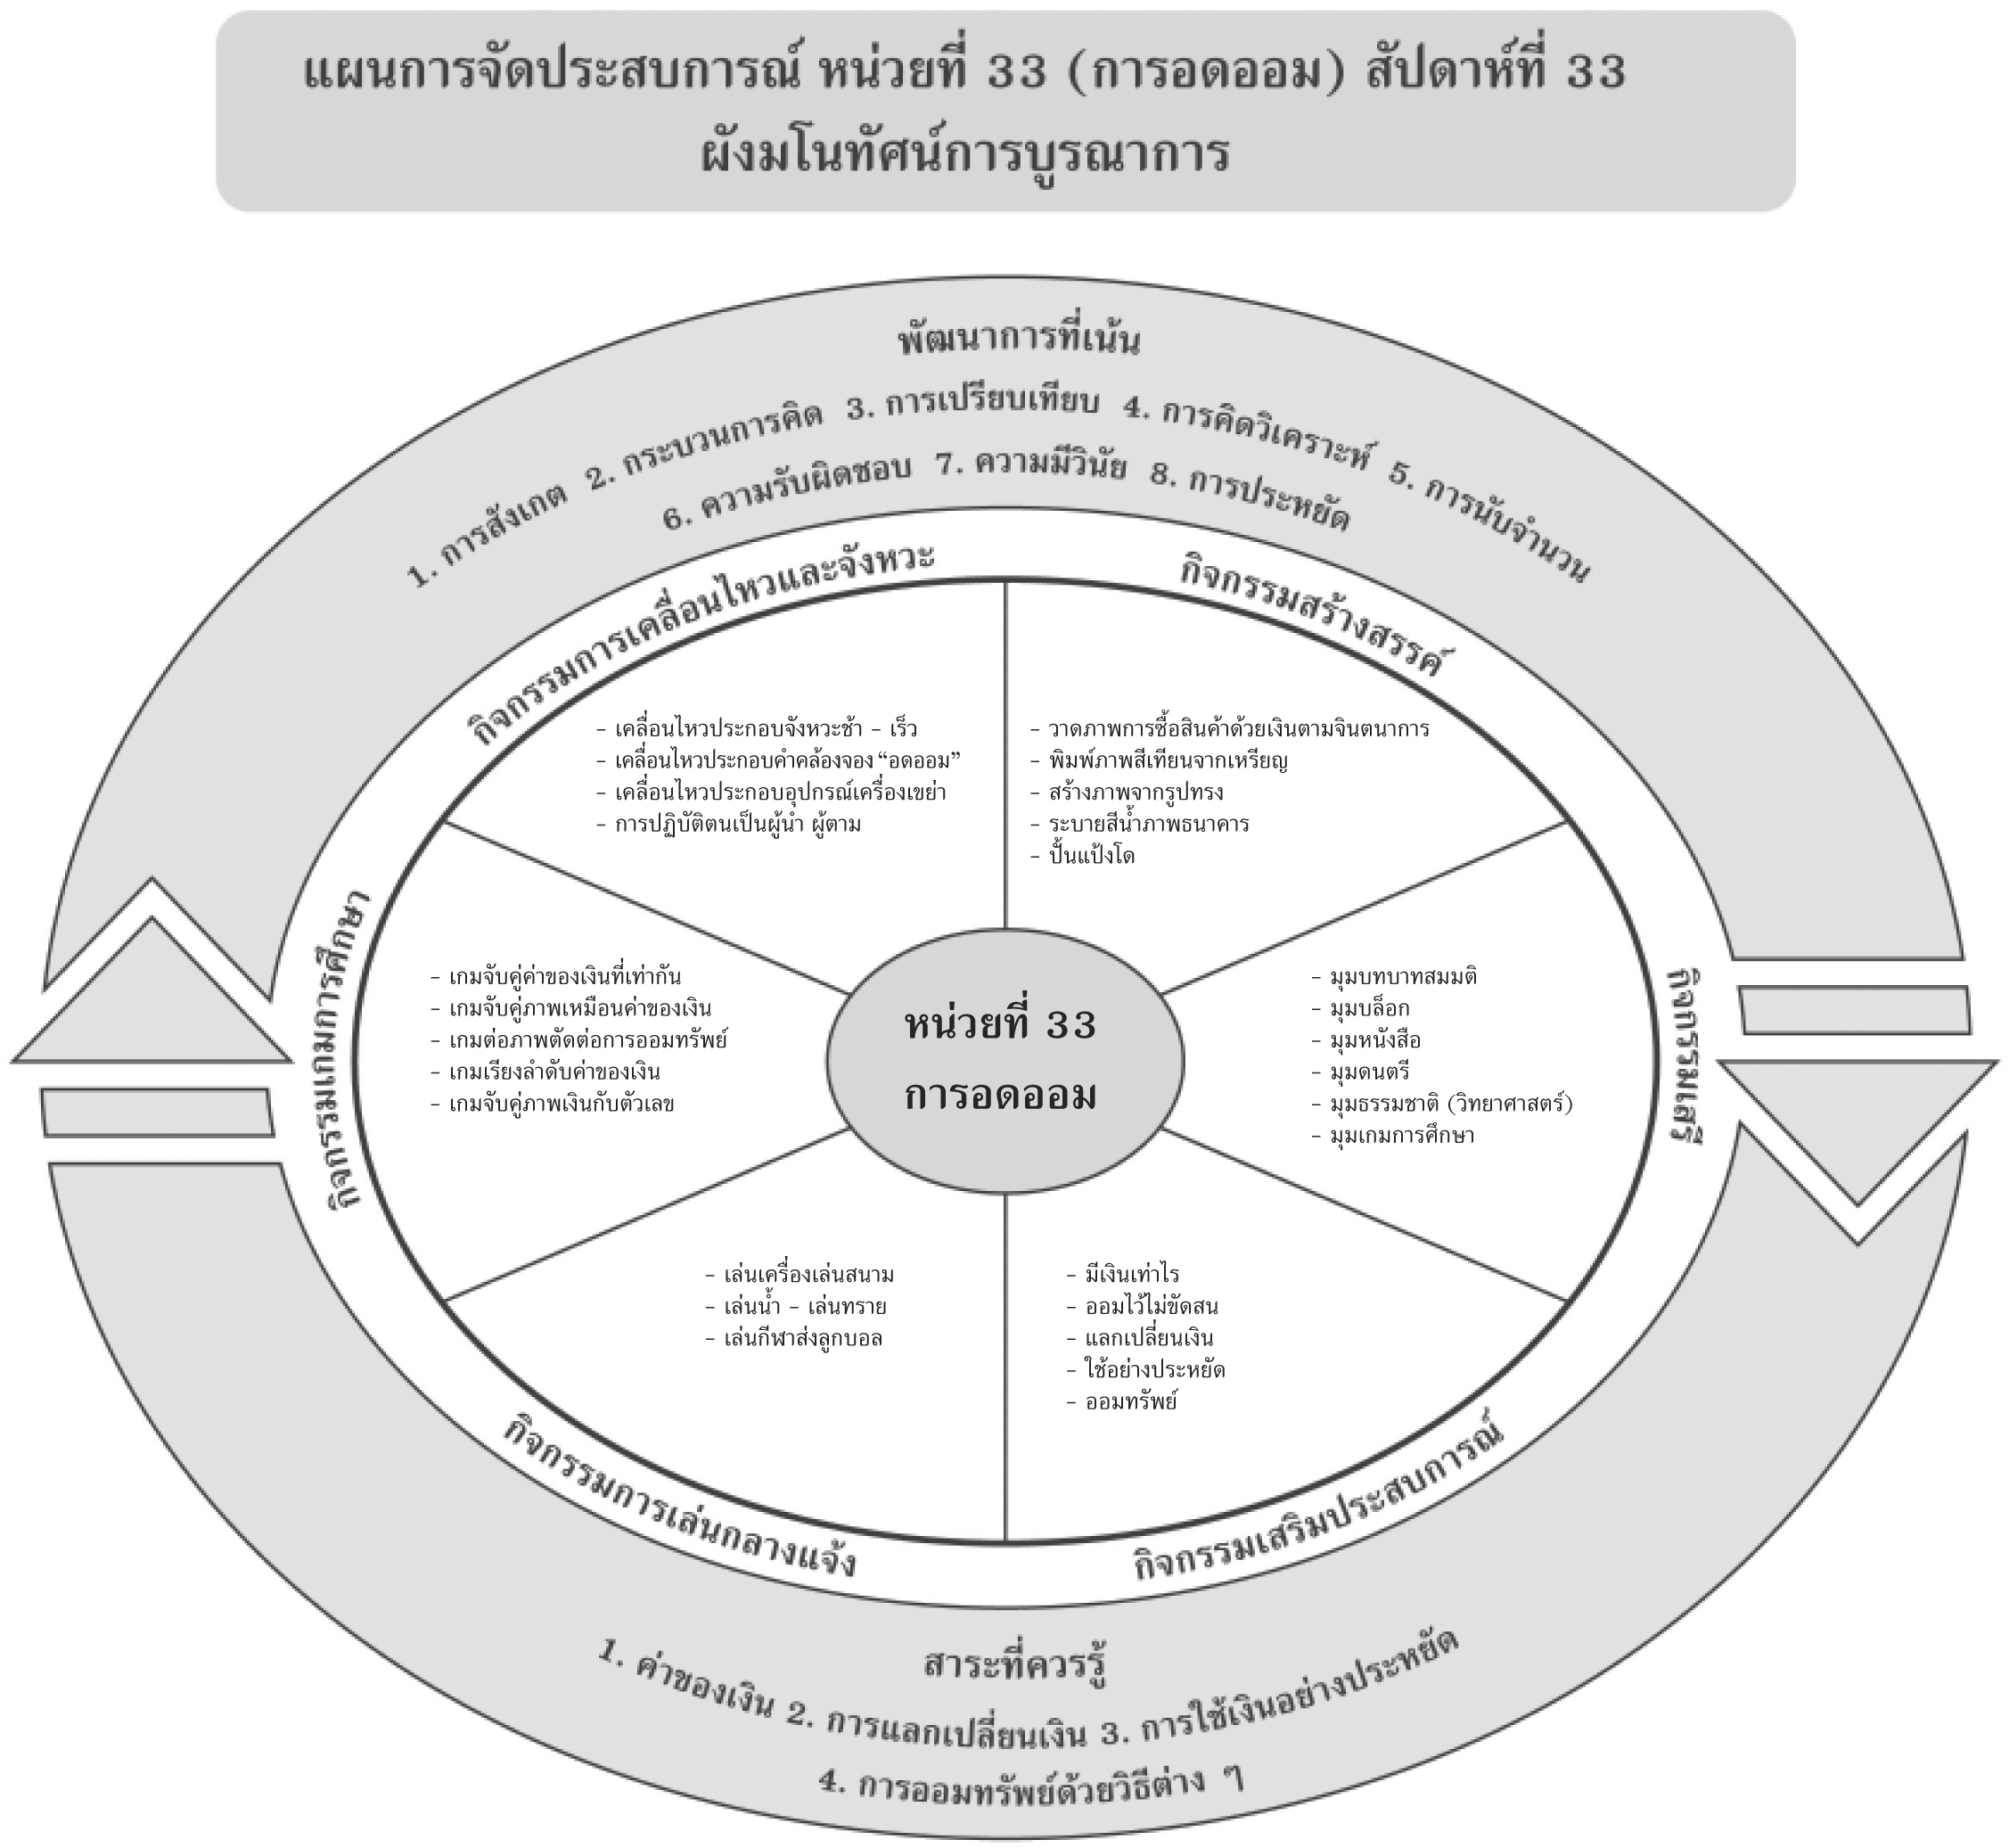 แผนการจัดประสบการณ์ หน่วยที่ 33 (การอดออม) สัปดาห์ที่ 33
ผังมโนทัศน์การบูรณาการ
พัฒนาการที่เน้น
1. การสังเกต 2. กระบวนการคิด 3. การเปรียบเทียบ 4. การคิดวิเคราะห์ 5. การนับจำนวน
6. ความรับผิดชอบ 7. ความมีวินัย 8. การประหยัด
กิจกรรมการเคลื่อนไหวและจังหวะ
- เคลื่อนไหวประกอบจังหวะช้า - เร็ว
- เคลื่อนไหวประกอบคำคล้องจอง “อดออม”
- เคลื่อนไหวประกอบอุปกรณ์เครื่องเขย่า
- การปฏิบัติตนเป็นผู้นำ ผู้ตาม
กิจกรรมสร้างสรรค์
- วาดภาพการซื้อสินค้าด้วยเงินตามจินตนาการ
- พิมพ์ภาพสีเทียนจากเหรียญ
- สร้างภาพจากรูปทรง
- ระบายสีน้ำภาพธนาคาร
- ปั้นแป้งโด
กิจกรรมเกมการศึกษา
- เกมจับคู่ค่าของเงินที่เท่ากัน
- เกมจับคู่ภาพเหมือนค่าของเงิน
- เกมต่อภาพตัดต่อการออมทรัพย์
- เกมเรียงลำดับค่าของเงิน
- เกมจับคู่ภาพเงินกับตัวเลข
หน่วยที่ 33
การอดออม
กิจกรรมเสรี
- มุมบทบาทสมมติ
- มุมบล็อก
- มุมหนังสือ
- มุมดนตรี
- มุมธรรมชาติ (วิทยาศาสตร์)
- มุมเกมการศึกษา
- เล่นเครื่องเล่นสนาม
- เล่นน้ำ - เล่นทราย
- เล่นกีฬาส่งลูกบอล
กิจกรรมการเล่นกลางแจ้ง
- มีเงินเท่าไร
- ออมไว้ไม่ขัดสน
- แลกเปลี่ยนเงิน
- ใช้อย่างประหยัด
- ออมทรัพย์
กิจกรรมเสริมประสบการณ์
สาระที่ควรรู้
1. ค่าของเงิน 2. การแลกเปลี่ยนเงิน 3. การใช้เงินอย่างประหยัด
4. การออมทรัพย์ด้วยวิธีต่าง ๆ